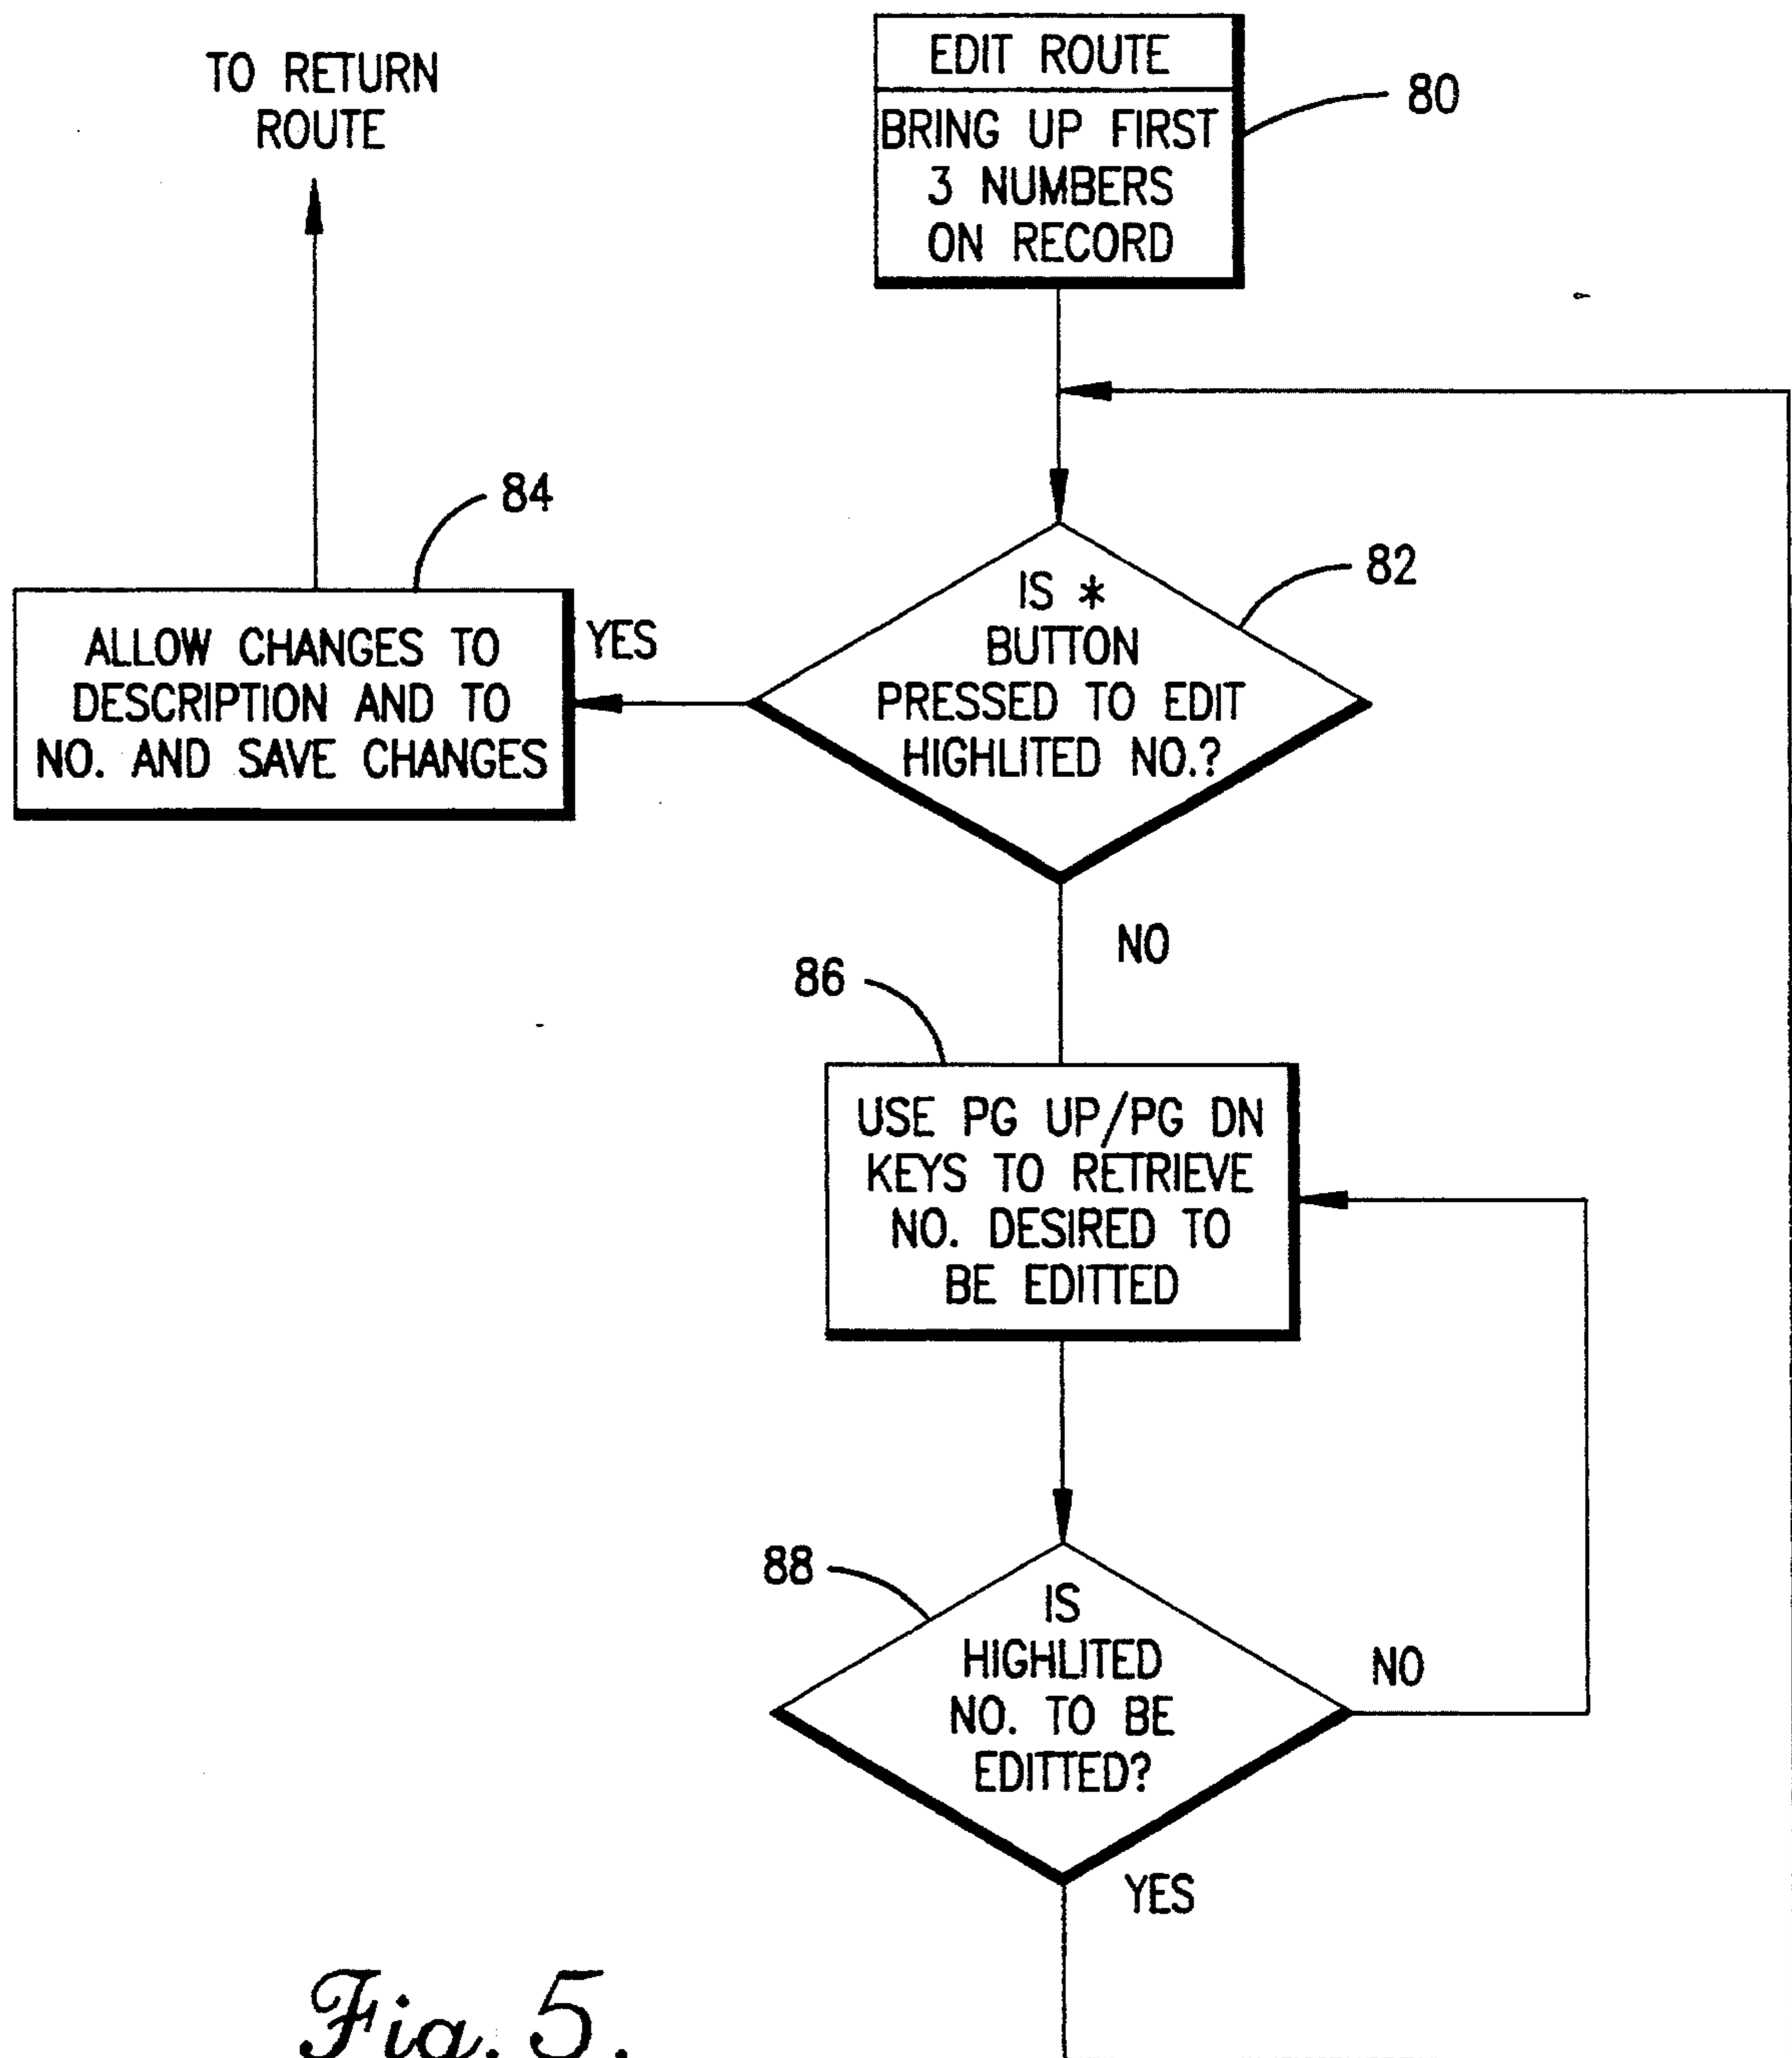 TO RETURN
ROUTE
EDIT ROUTE
BRING UP FIRST
3 NUMBERS
ON RECORD
80
84
82
IS *
BUTTON
PRESSED TO EDIT
HIGHLITED NO.?
YES
ALLOW CHANGES TO
DESCRIPTION AND TO
NO. AND SAVE CHANGES
NO
86
USE PG UP/PG DN
KEYS TO RETRIEVE
NO. DESIRED TO
BE EDITTED
88
IS
HIGHLITED
NO. TO BE
EDITTED?
NO
YES
Fig. 5.